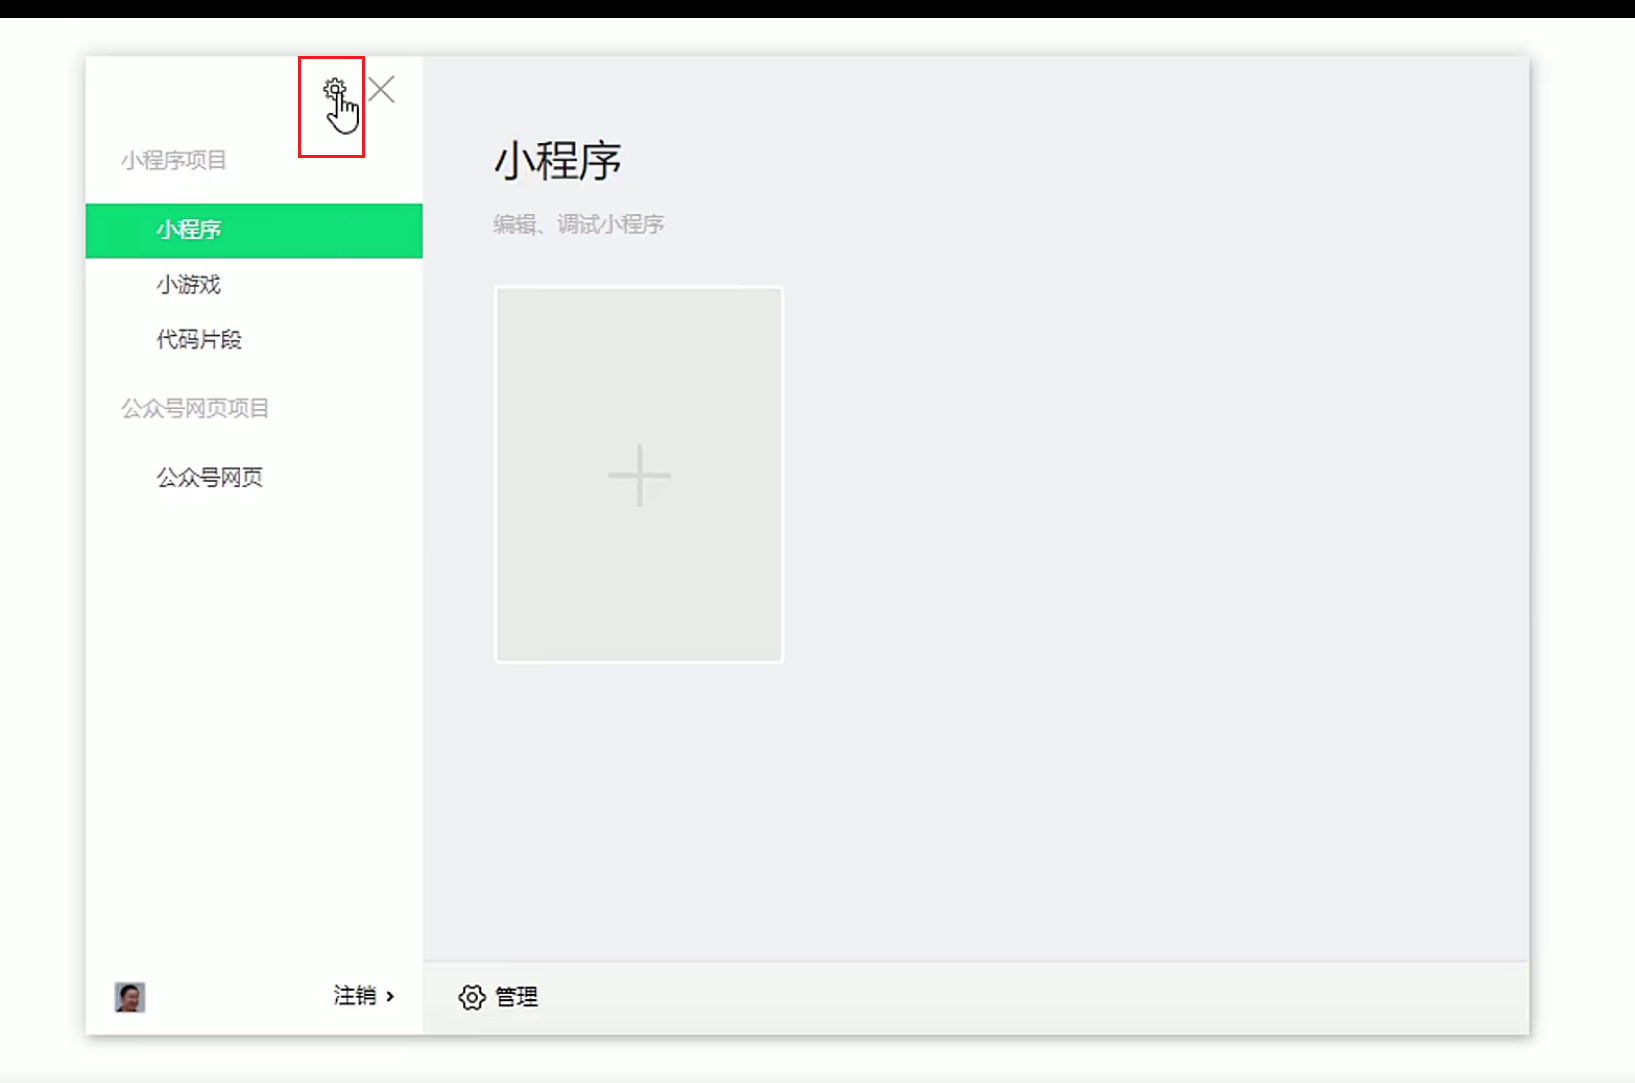 小程序项目
小程序
小游戏
代码片段
公众号网页项目
公众号网页
注销
小程序
编辑、调试小程序
管理